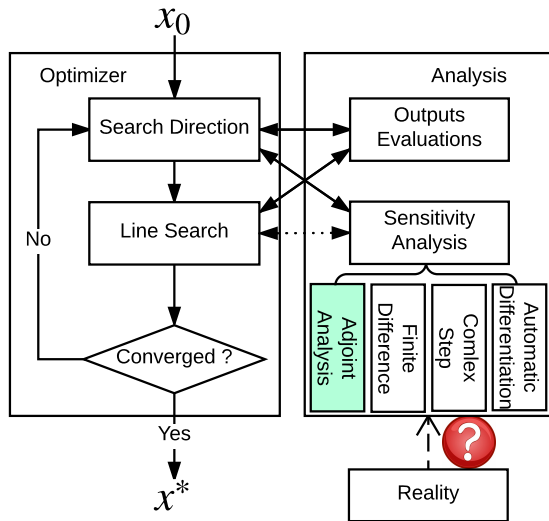 x₀
Optimizer
Analysis
Search Direction
Outputs
Evaluations
Line Search
Sensitivity
Analysis
No
Adjoint
Analysis
Finite
Difference
Comlex
Step
Automatic
Differentiation
Converged ?
Yes
?
x*
Reality